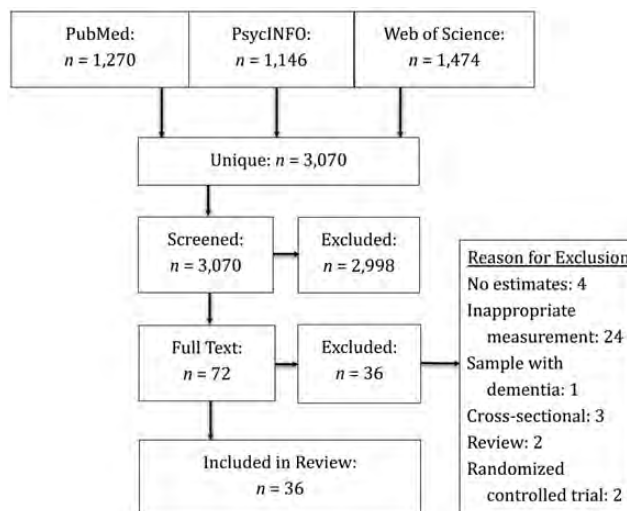 PubMed:
n = 1,270
PsycINFO:
n = 1,146
Web of Science:
n = 1,474
Unique: n = 3,070
Screened:
n = 3,070
Excluded:
n = 2,998
Full Text:
n = 72
Excluded:
n = 36
Reason for Exclusion
No estimates: 4
Inappropriate
measurement: 24
Sample with
dementia: 1
Cross-sectional: 3
Review: 2
Randomized
controlled trial: 2
Included in Review:
n = 36